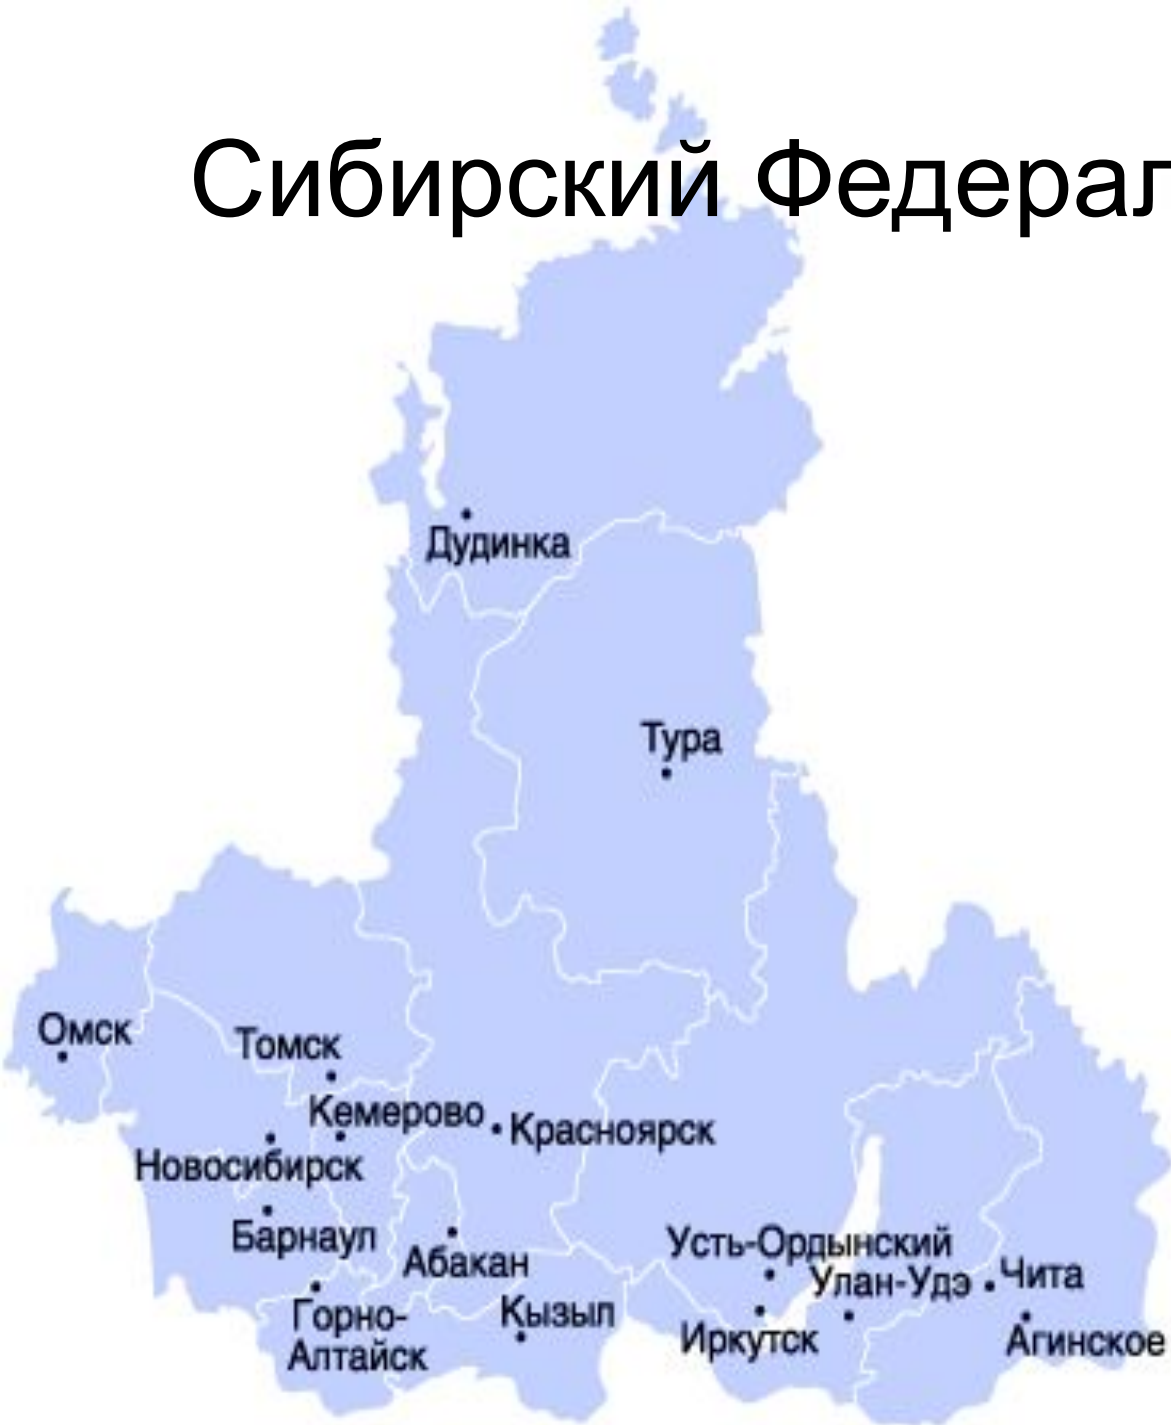 Сибирский Федерал
Дудинка
Тура
Омск
Томск
Кемерово
Красноярск
Новосибирск
Барнаул
Абакан
Усть-Ордынский
Улан-Удэ
Чита
Горно-
Алтайск
Кызыл
Иркутск
Агинское